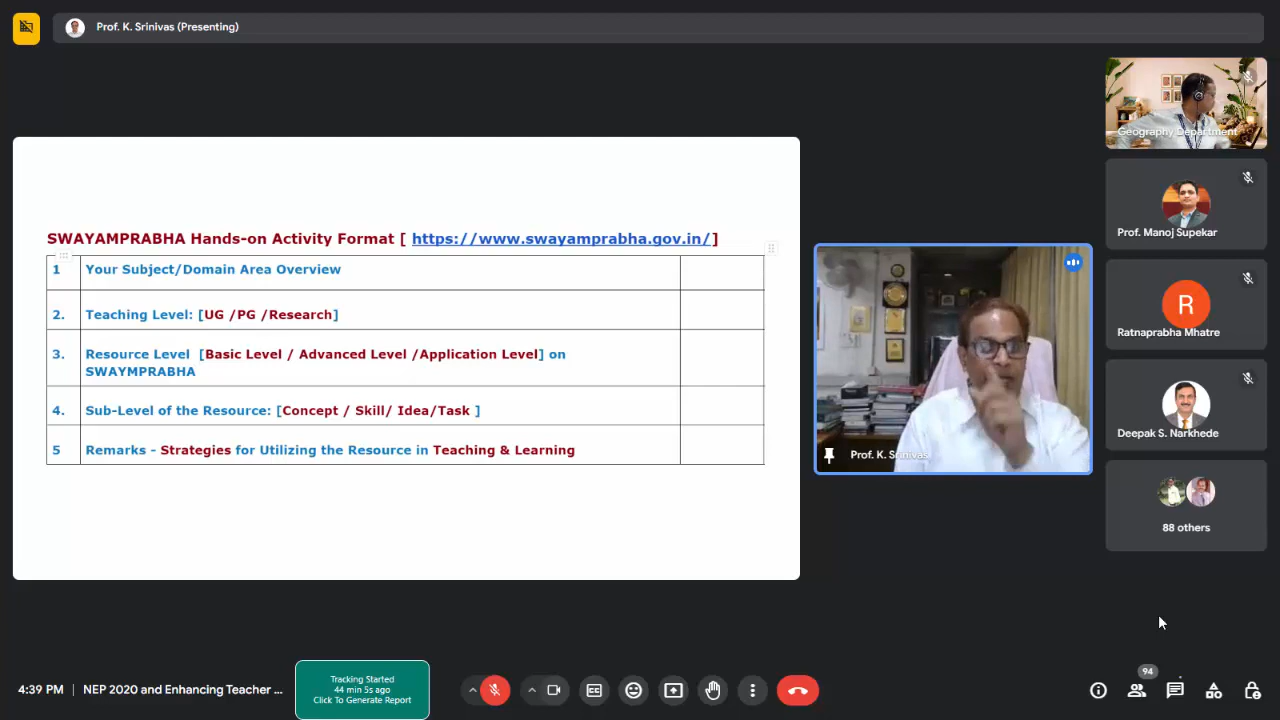 Prof. K. Srinivas (Presenting)
SWAYAMPRABHA Hands-on Activity Format [ https://www.swayamprabha.gov.in/]
1 Your Subject/Domain Area Overview
2. Teaching Level: [UG /PG /Research]
3. Resource Level [Basic Level / Advanced Level /Application Level] on
SWAYMPRABHA
4. Sub-Level of the Resource: [Concept / Skill/ Idea/Task ]
5 Remarks - Strategies for Utilizing the Resource in Teaching & Learning
Prof. K. Srinivas
Geography Department
Prof. Manoj Supekar
R
Ratnaprabha Mhatre
Deepak S. Narkhede
88 others
4:39 PM | NEP 2020 and Enhancing Teacher ...
Tracking Started
44 min 5s ago
Click To Generate Report
94